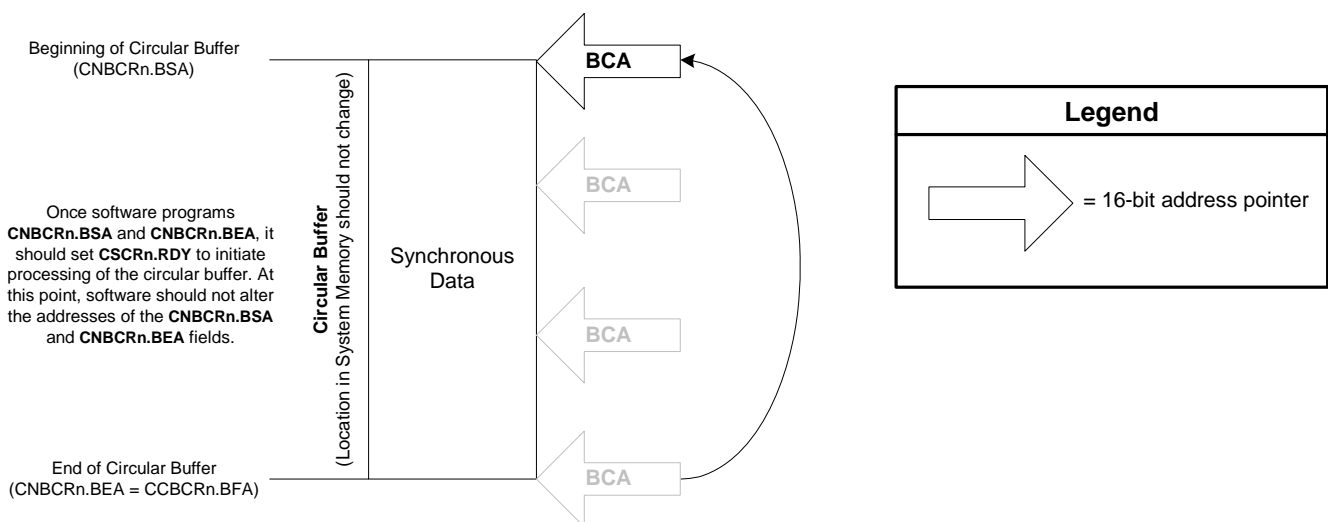 Beginning of Circular Buffer
(CNBCRn.BSA)
Once software programs
CNBCRn.BSA and CNBCRn.BEA, it
should set CSCRn.RDY to initiate
processing of the circular buffer. At
this point, software should not alter
the addresses of the CNBCRn.BSA
and CNBCRn.BEA fields.
End of Circular Buffer
(CNBCRn.BEA = CCBCRn.BFA)
Circular Buffer
(Location in System Memory should not change)
Synchronous
Data
BCA
BCA
BCA
BCA
Legend
= 16-bit address pointer